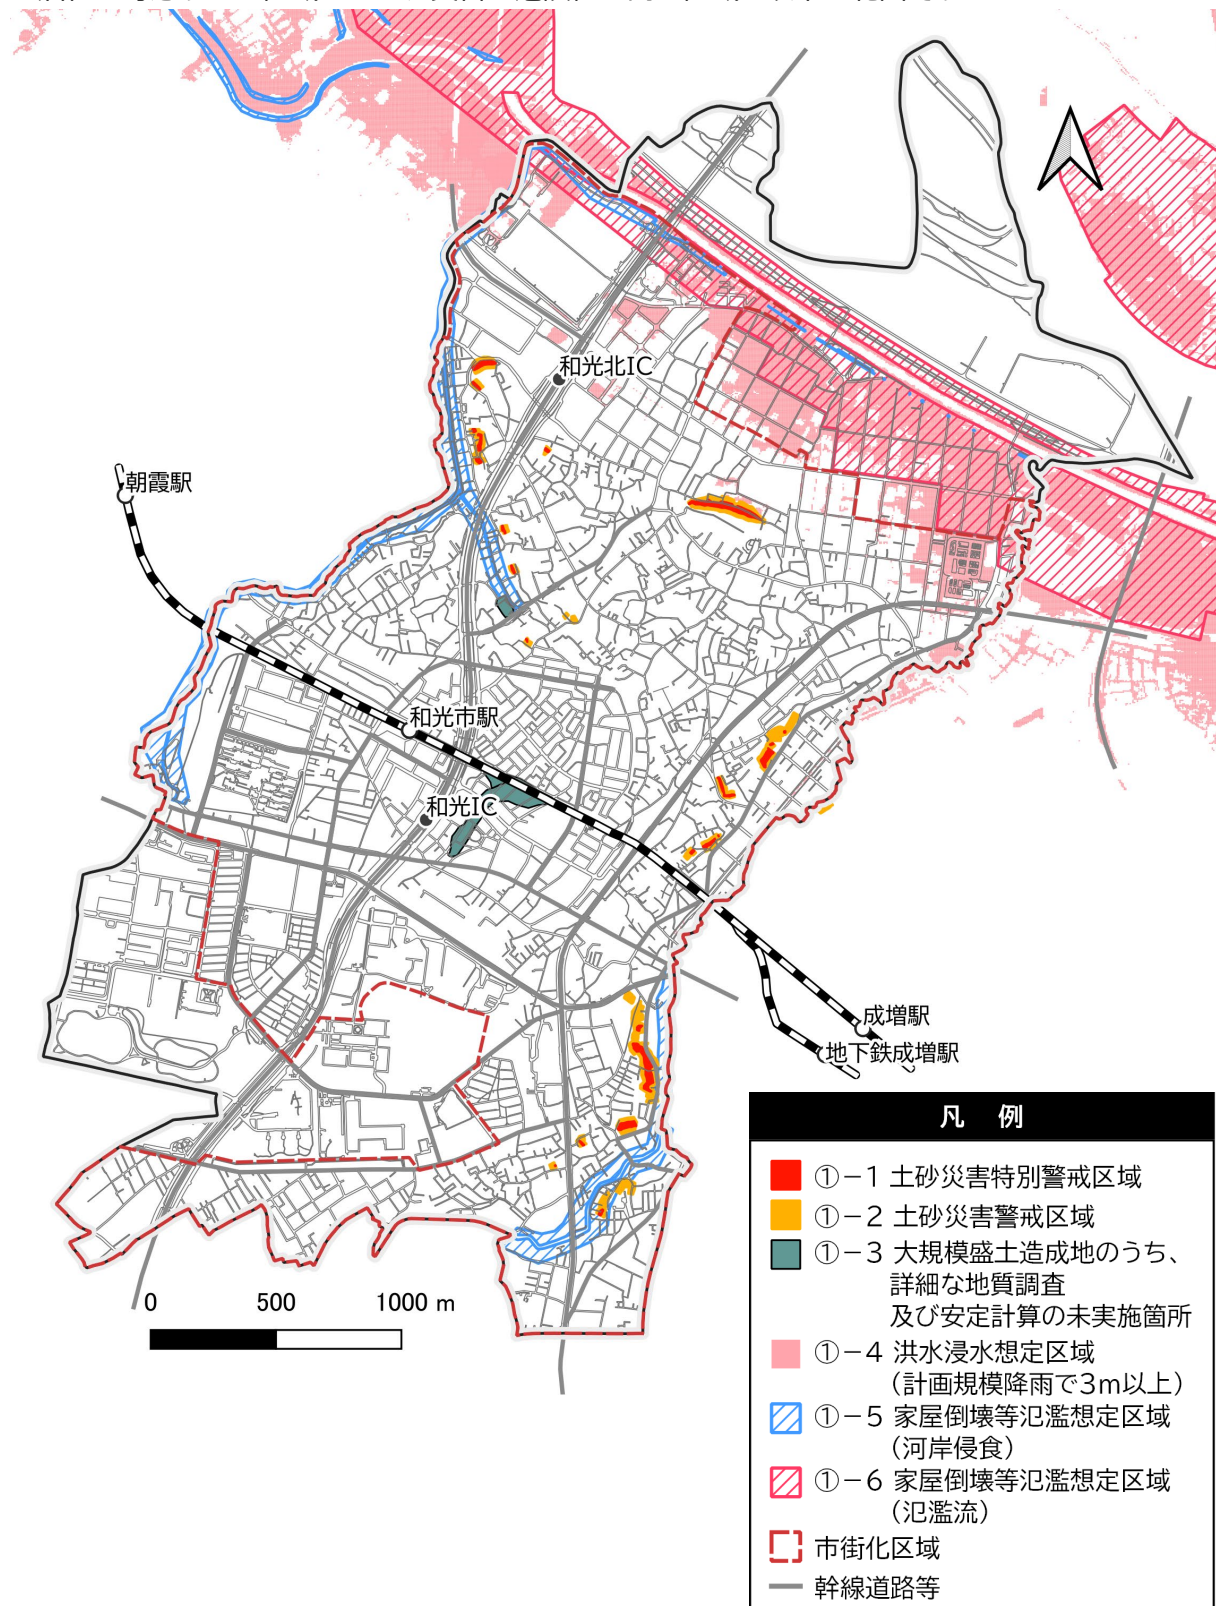 和光北IC
朝霞駅
和光市駅
和光IC
成増駅
地下鉄成増駅
0 500 1000 m
凡 例
①-1 土砂災害特別警戒区域
①-2 土砂災害警戒区域
①-3 大規模盛土造成地のうち、
詳細な地質調査
及び安定計算の未実施箇所
①-4 洪水浸水想定区域
(計画規模降雨で3m以上)
①-5 家屋倒壊等氾濫想定区域
(河岸侵食)
①-6 家屋倒壊等氾濫想定区域
(氾濫流)
市街化区域
幹線道路等